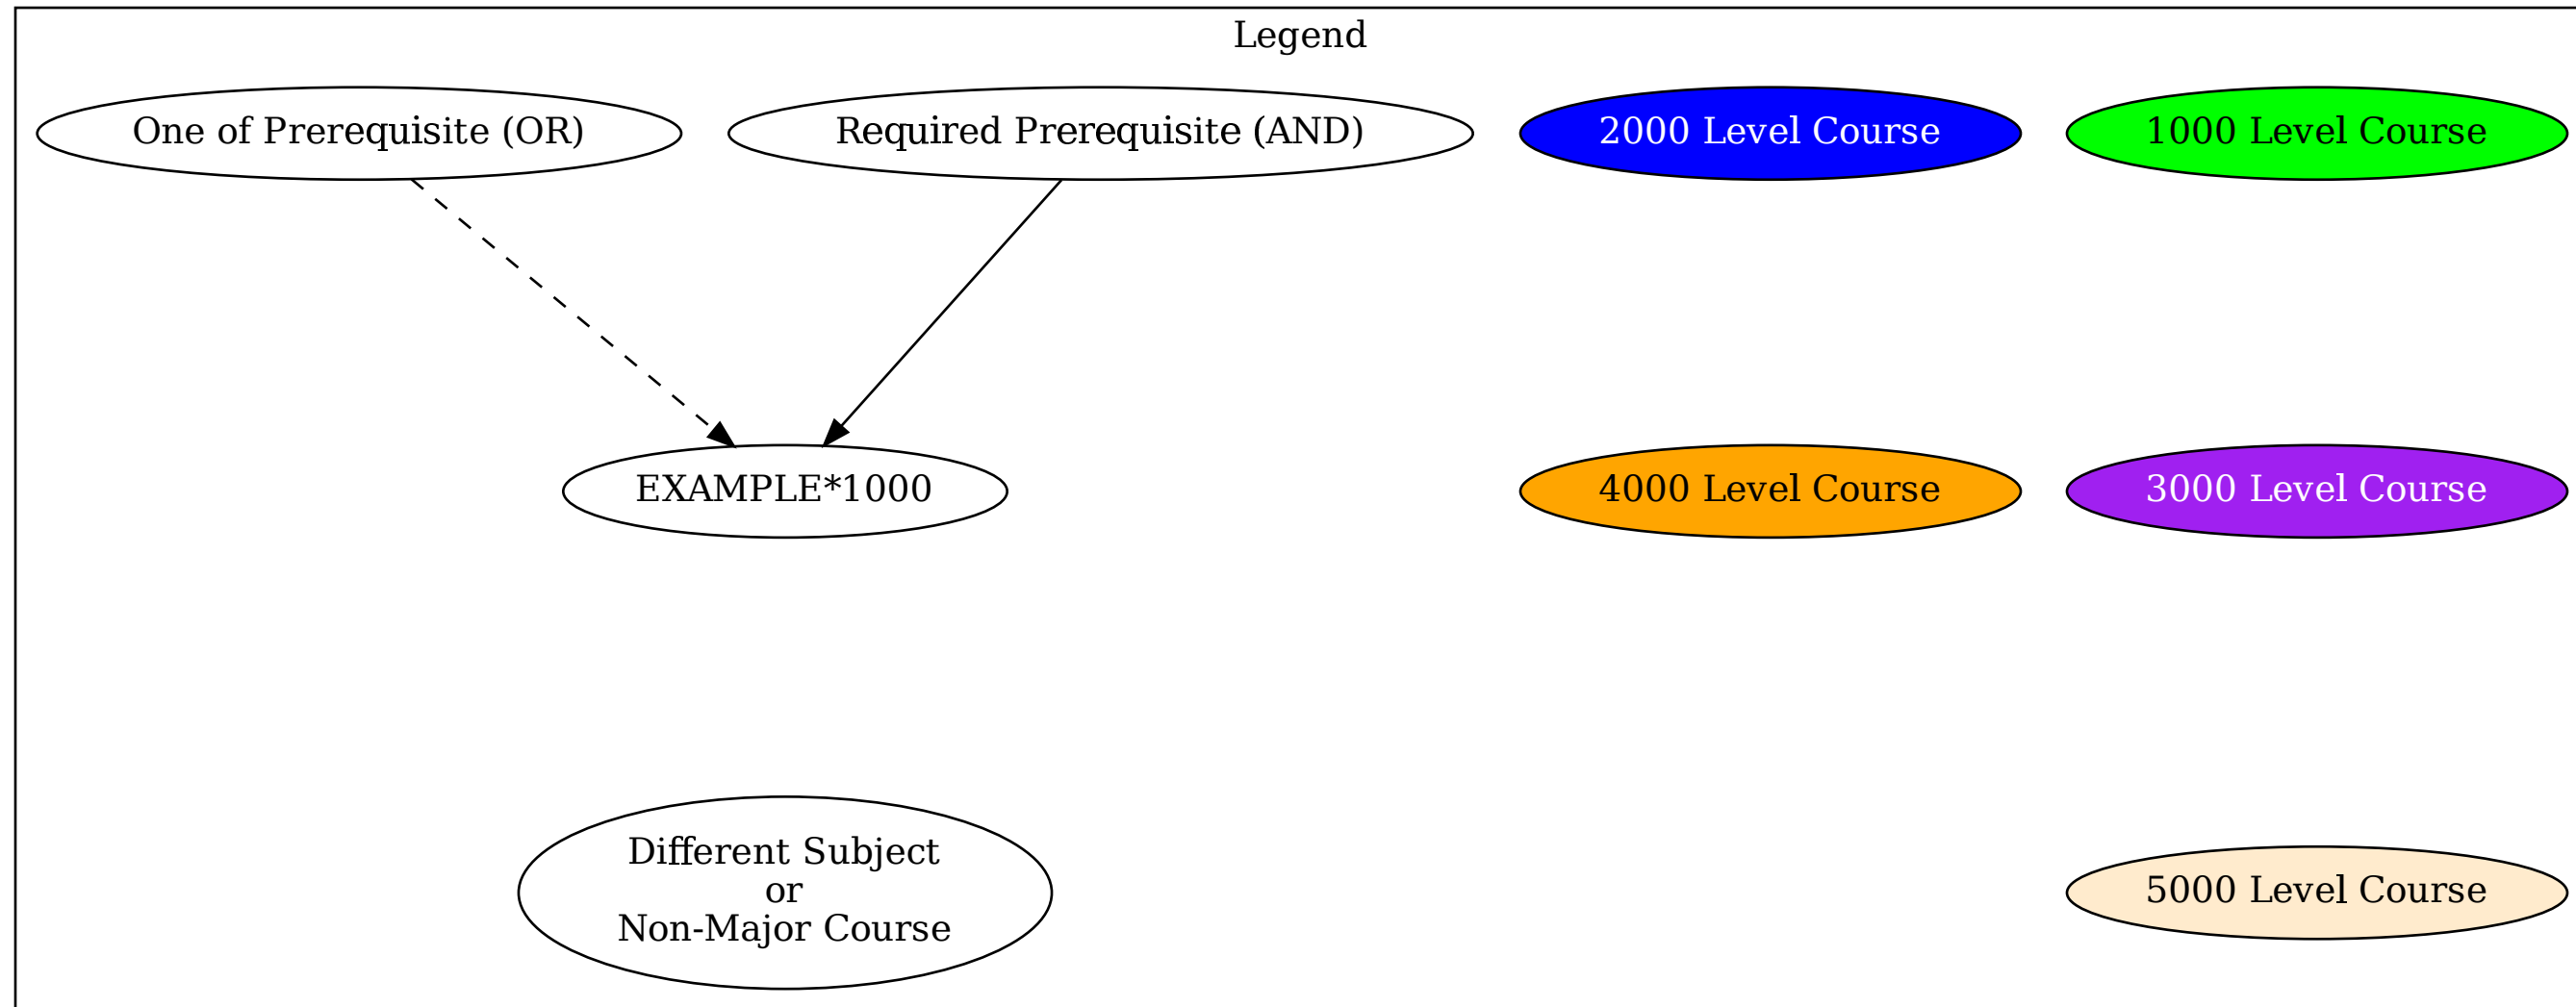 Legend
One of Prerequisite (OR)
Required Prerequisite (AND)
2000 Level Course
1000 Level Course
EXAMPLE*1000
4000 Level Course
3000 Level Course
Different Subject
or
Non-Major Course
5000 Level Course